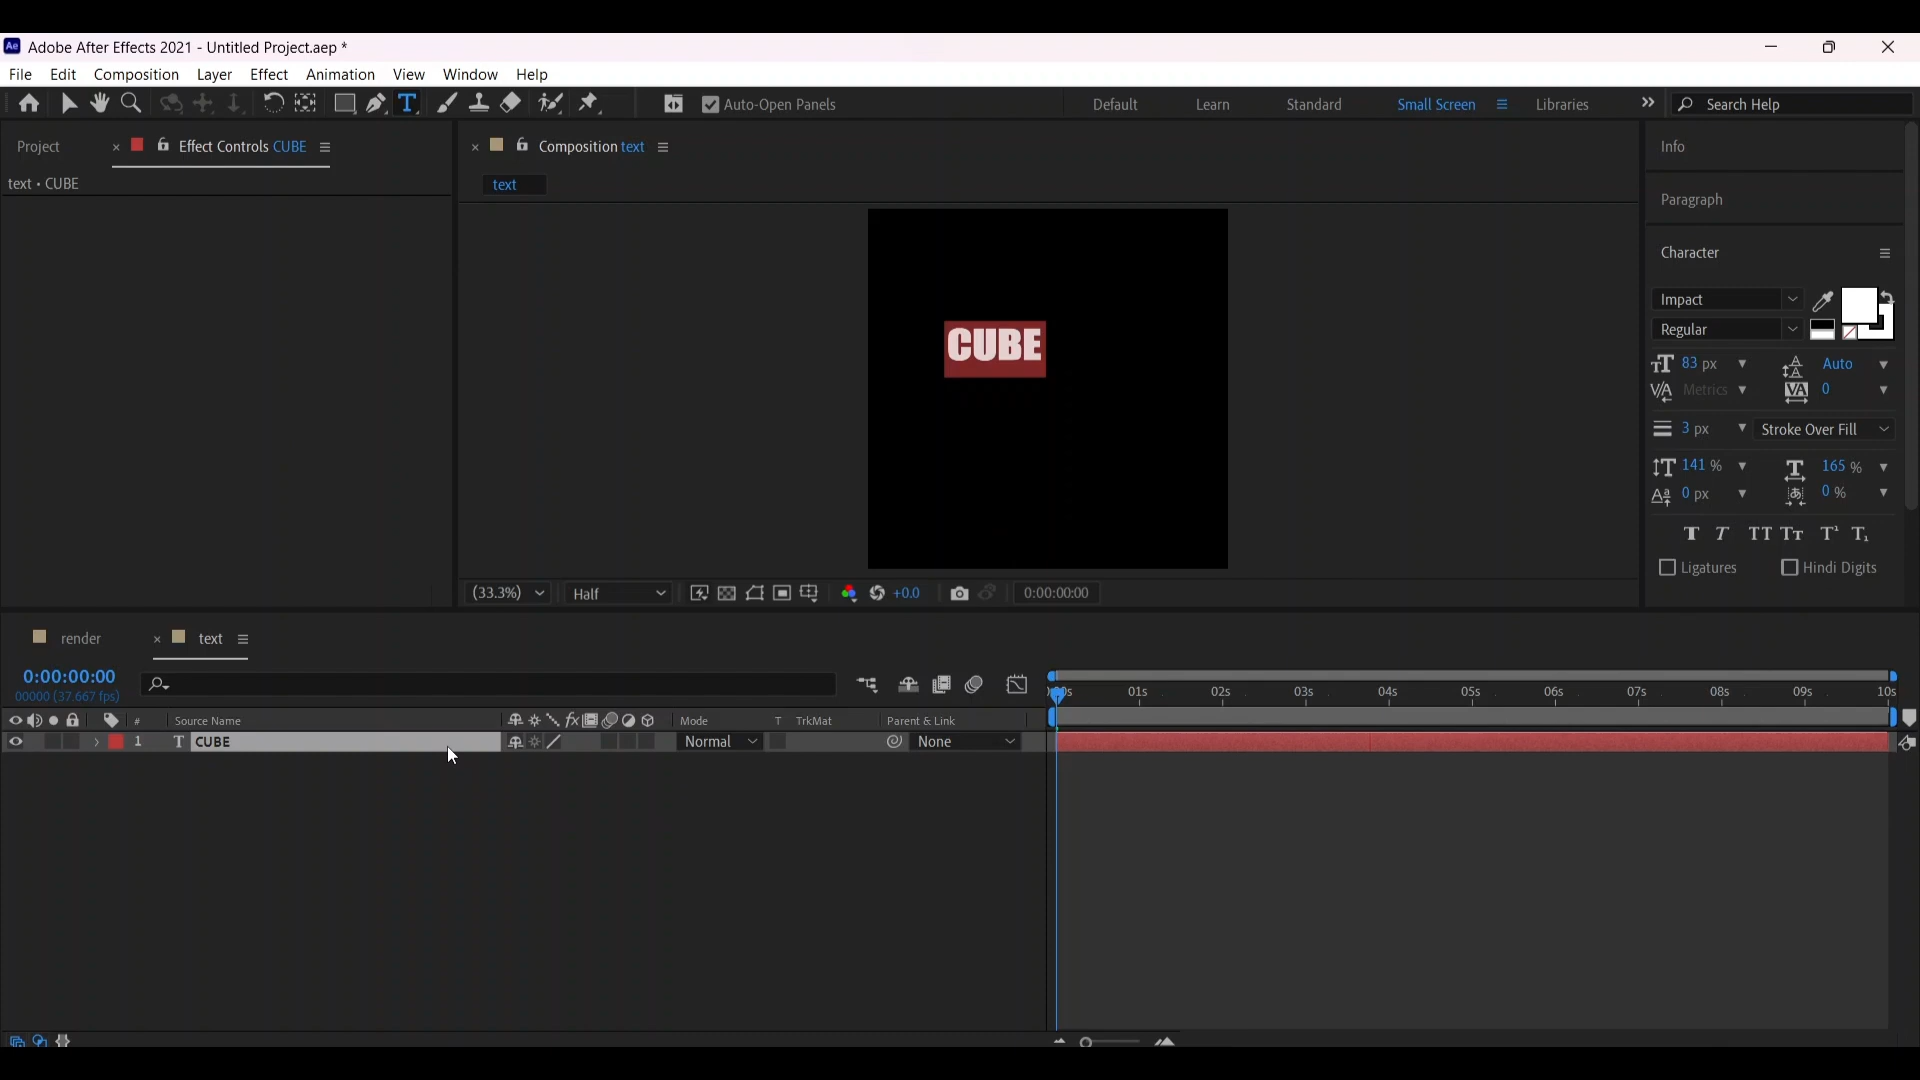 Ae Adobe After Effects 2021 - Untitled Project.aep *
File Edit Composition Layer Effect Animation View Window Help
Auto-Open Panels Default Learn Standard Small Screen Libraries Search Help
Project Effect Controls CUBE Composition text Info
text • CUBE
text
Paragraph
Character
CUBE
Impact
Regular
83 px Auto
Metrics 0
3 px Stroke Over Fill
141 % 165 %
0 px 0 %
Ligatures Hindi Digits
(33.3%) Half +0.0 0:00:00:00
render text
0:00:00:00
00000 (37.667 fps)
01s 02s 03s 04s 05s 06s 07s 08s 09s 10s
# Source Name Mode T TrkMat Parent & Link
1 T CUBE Normal None